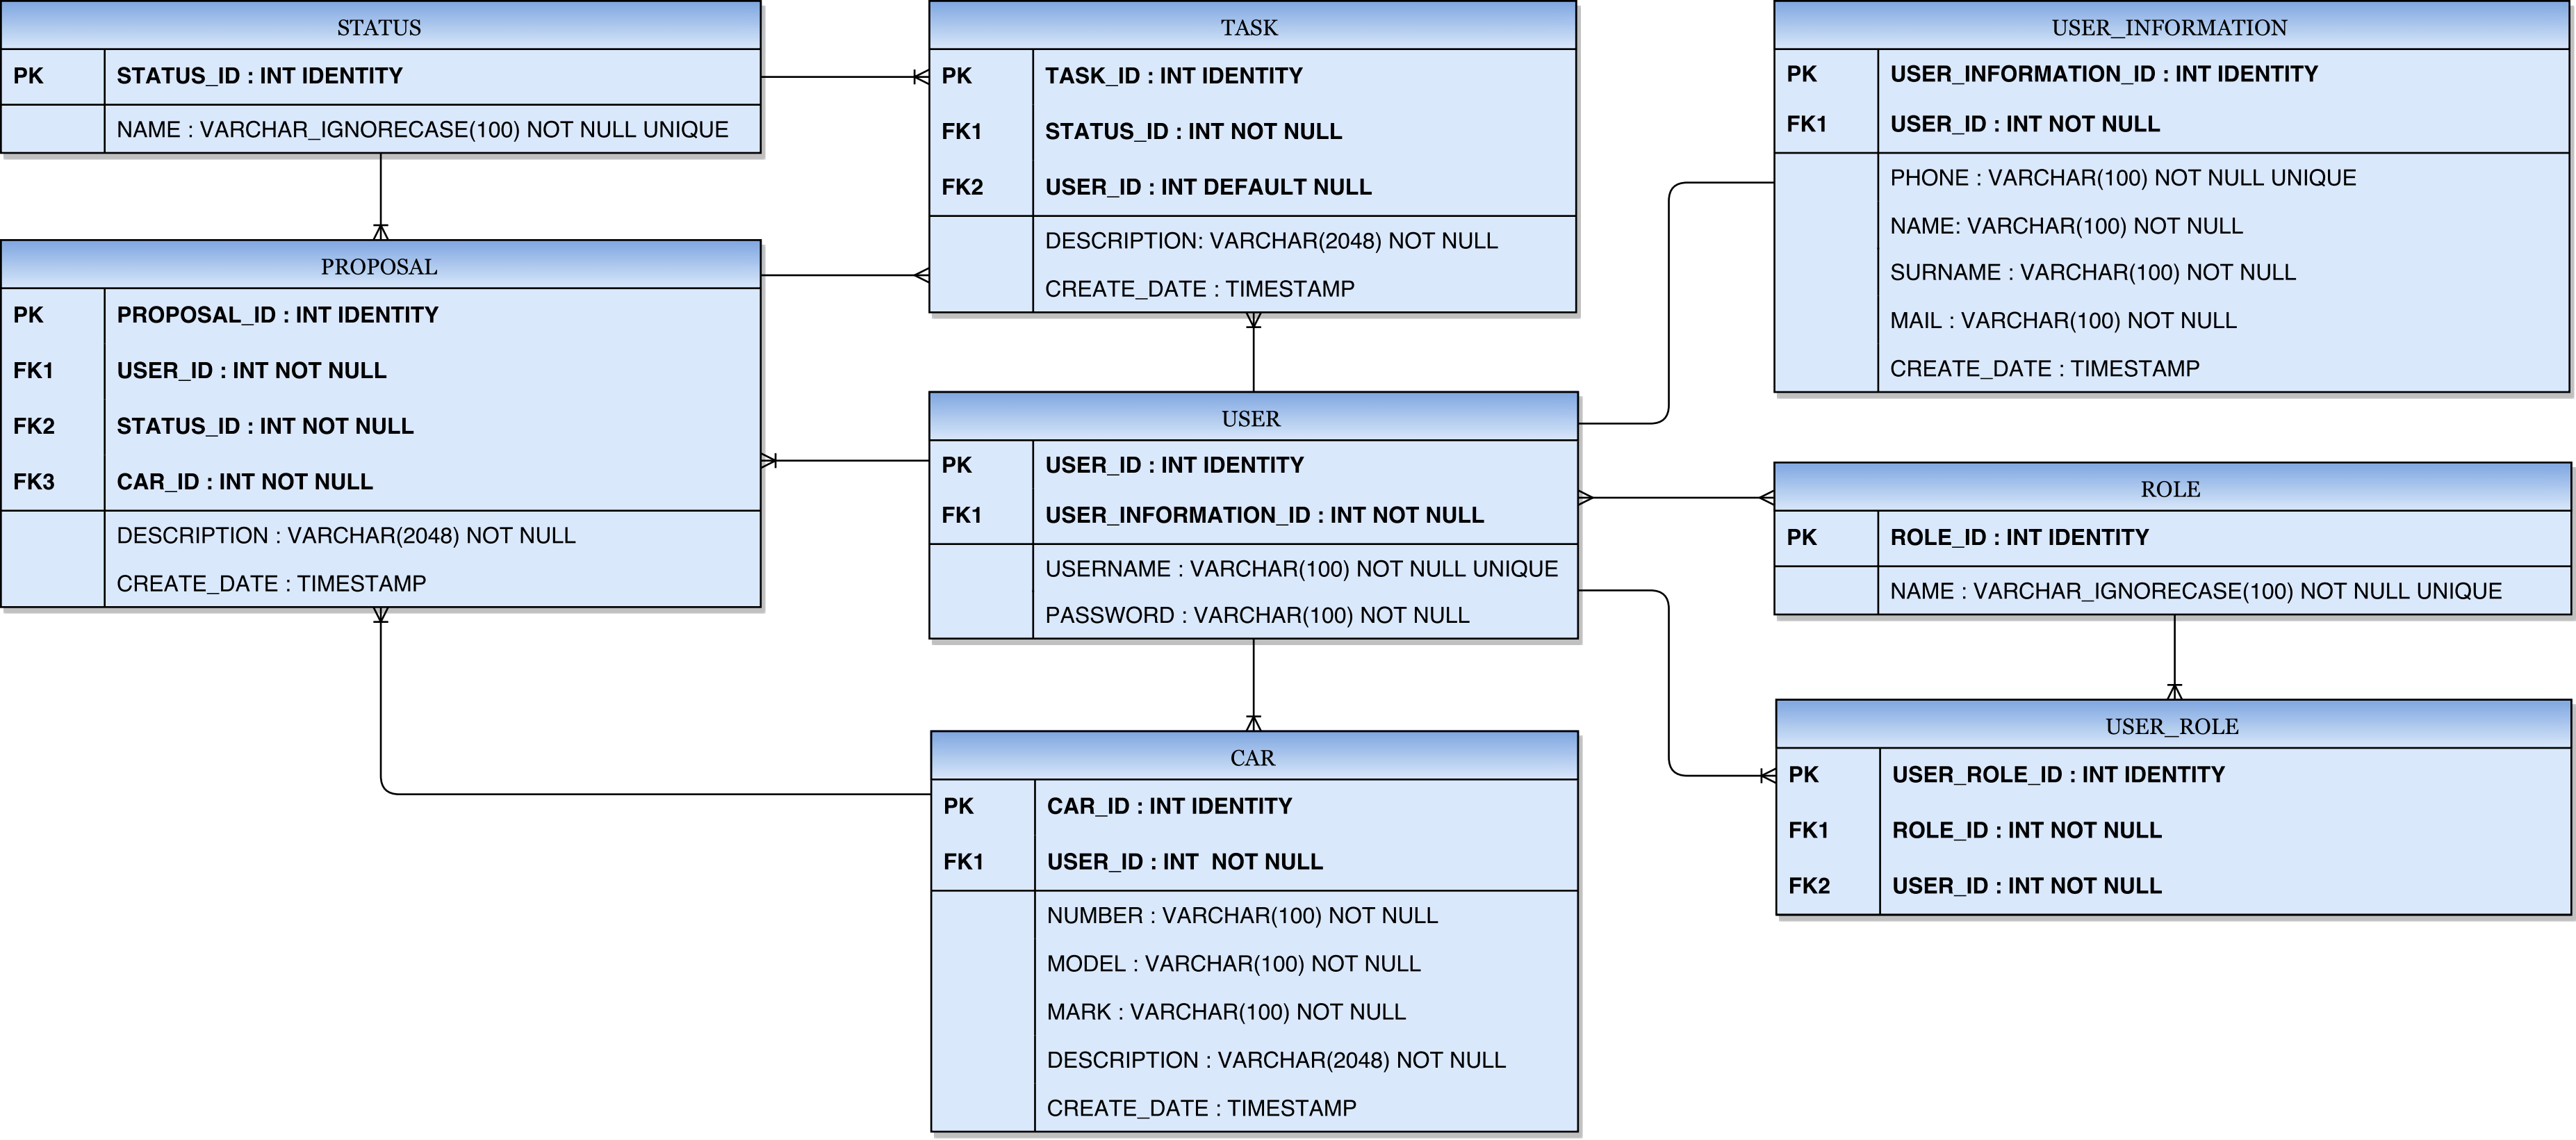 STATUS
PK STATUS_ID : INT IDENTITY
NAME : VARCHAR_IGNORECASE(100) NOT NULL UNIQUE
PROPOSAL
PK PROPOSAL_ID : INT IDENTITY
FK1 USER_ID : INT NOT NULL
FK2 STATUS_ID : INT NOT NULL
FK3 CAR_ID : INT NOT NULL
DESCRIPTION : VARCHAR(2048) NOT NULL
CREATE_DATE : TIMESTAMP
TASK
PK TASK_ID : INT IDENTITY
FK1 STATUS_ID : INT NOT NULL
FK2 USER_ID : INT DEFAULT NULL
DESCRIPTION: VARCHAR(2048) NOT NULL
CREATE_DATE : TIMESTAMP
USER
PK USER_ID : INT IDENTITY
FK1 USER_INFORMATION_ID : INT NOT NULL
USERNAME : VARCHAR(100) NOT NULL UNIQUE
PASSWORD : VARCHAR(100) NOT NULL
CAR
PK CAR_ID : INT IDENTITY
FK1 USER_ID : INT  NOT NULL
NUMBER : VARCHAR(100) NOT NULL
MODEL : VARCHAR(100) NOT NULL
MARK : VARCHAR(100) NOT NULL
DESCRIPTION : VARCHAR(2048) NOT NULL
CREATE_DATE : TIMESTAMP
USER_INFORMATION
PK USER_INFORMATION_ID : INT IDENTITY
FK1 USER_ID : INT NOT NULL
PHONE : VARCHAR(100) NOT NULL UNIQUE
NAME: VARCHAR(100) NOT NULL
SURNAME : VARCHAR(100) NOT NULL
MAIL : VARCHAR(100) NOT NULL
CREATE_DATE : TIMESTAMP
ROLE
PK ROLE_ID : INT IDENTITY
NAME : VARCHAR_IGNORECASE(100) NOT NULL UNIQUE
USER_ROLE
PK USER_ROLE_ID : INT IDENTITY
FK1 ROLE_ID : INT NOT NULL
FK2 USER_ID : INT NOT NULL